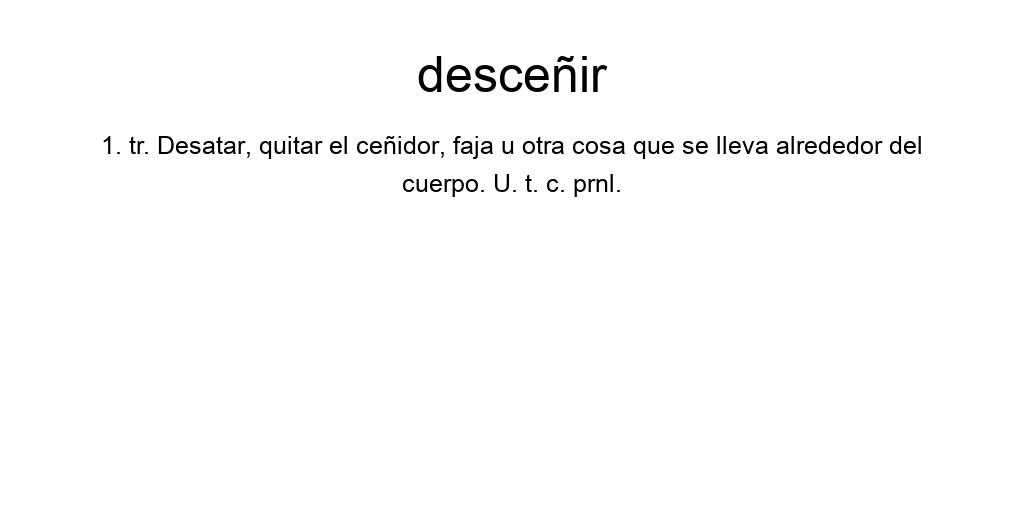 desceñir
1. tr. Desatar, quitar el ceñidor, faja u otra cosa que se lleva alrededor del
cuerpo. U. t. c. prnl.